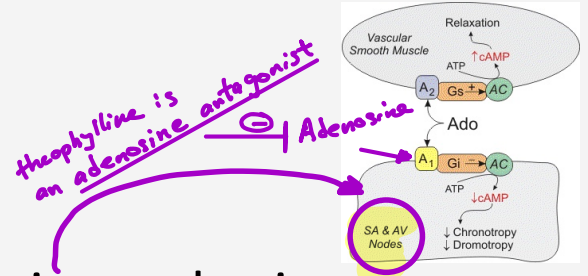 Relaxation
Vascular
Smooth Muscle
↑cAMP
ATP
A2
Gs
+
AC
theophylline is
an adenosine antagonist
Adenosine
Ado
A1
Gi
−
AC
ATP
↓cAMP
SA & AV
Nodes
↓ Chronotropy
↓ Dromotropy